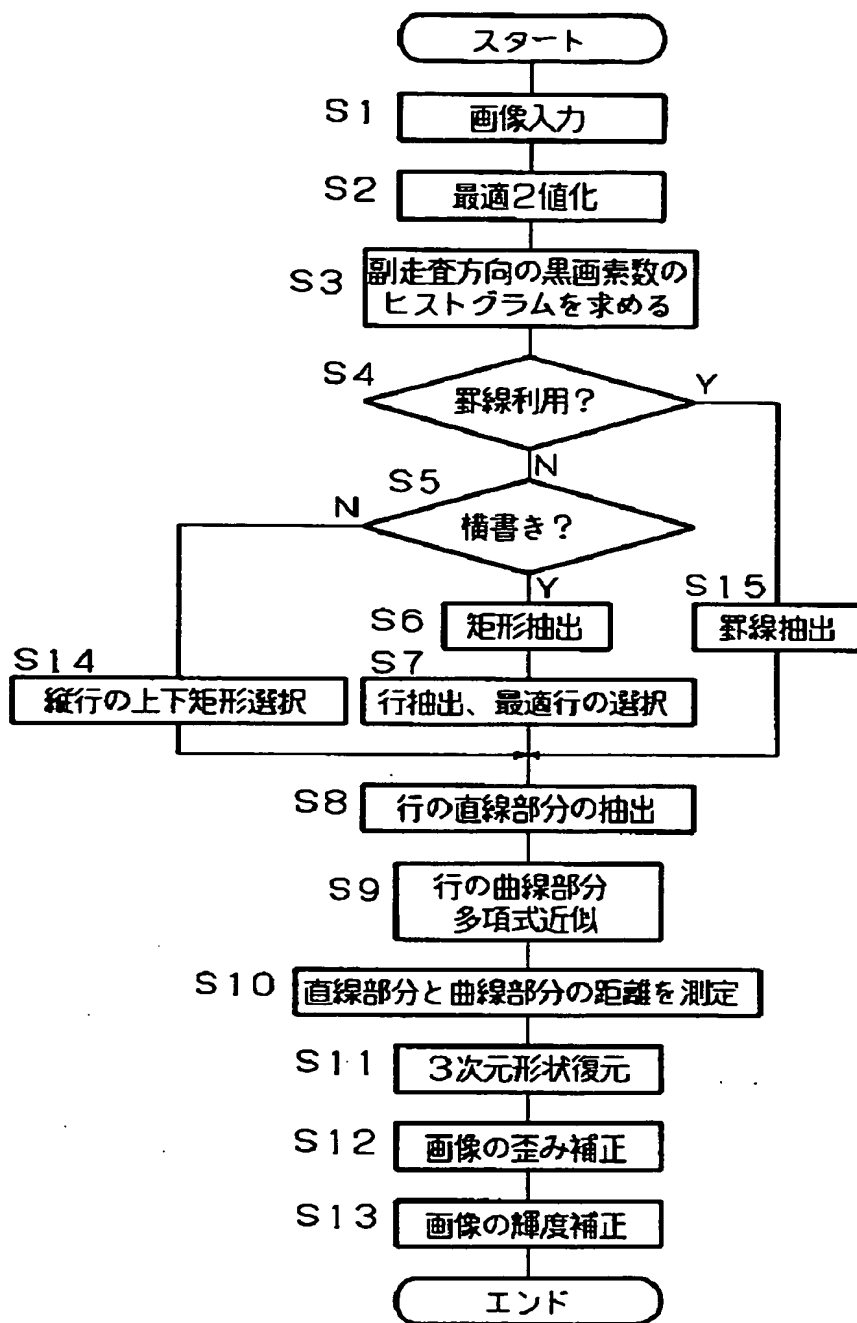 スタート
S1
画像入力
S2
最適2値化
S3
副走査方向の黒画素数の
ヒストグラムを求める
S4
罫線利用?
Y
N
S5
横書き?
N
Y
S15
罫線抽出
S6
矩形抽出
S14
縦行の上下矩形選択
S7
行抽出、最適行の選択
S8
行の直線部分の抽出
S9
行の曲線部分
多項式近似
S10
直線部分と曲線部分の距離を測定
S11
3次元形状復元
S12
画像の歪み補正
S13
画像の輝度補正
エンド